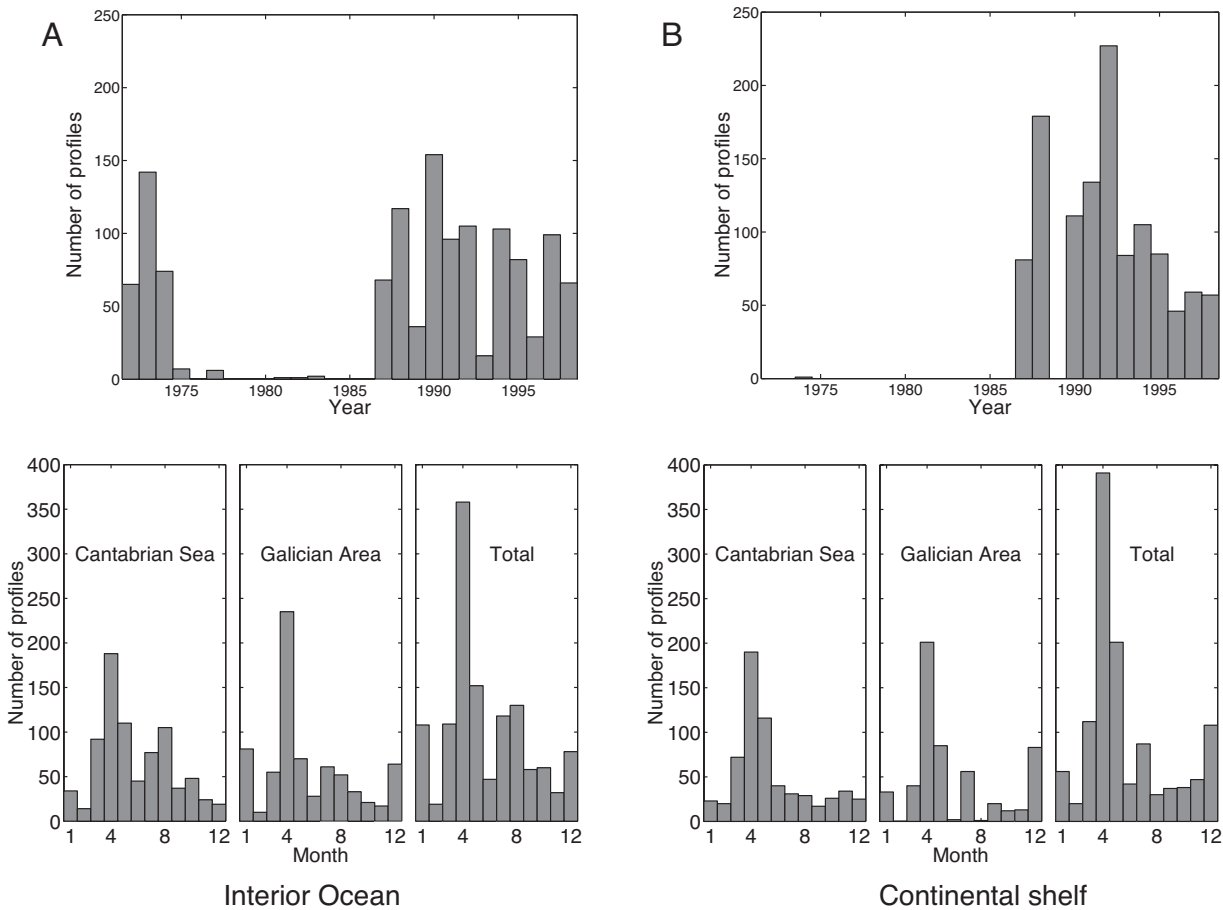 A
Number of profiles
250
200
150
100
50
0
1975 1980 1985 1990 1995
Year
B
Number of profiles
250
200
150
100
50
0
1975 1980 1985 1990 1995
Year
Number of profiles
400
350
300
250
200
150
100
50
0
Cantabrian Sea Galician Area Total
1 4 8 12 1 4 8 12 1 4 8 12
Month
Interior Ocean
Number of profiles
400
350
300
250
200
150
100
50
0
Cantabrian Sea Galician Area Total
1 4 8 12 1 4 8 12 1 4 8 12
Month
Continental shelf